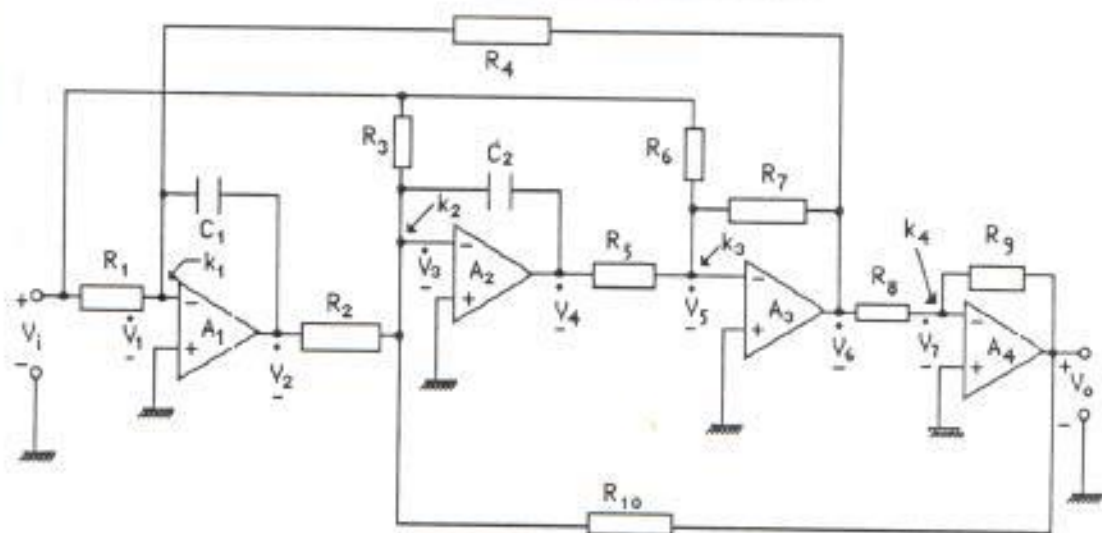 R4
R3
C2
R6
R7
C1
k2
k3
k4
R9
R1
k1
V3
A2
R5
R8
+
Vi
-
V1
-
A1
+
R2
V2
-
V4
-
V5
-
A3
+
V6
-
V7
-
A4
+
+
Vo
-
R10